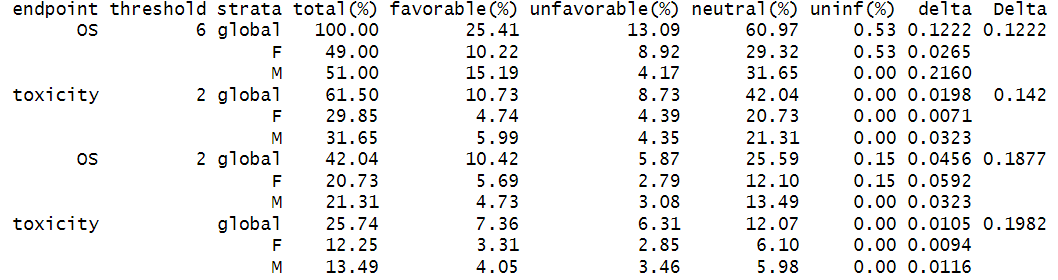 endpoint threshold strata total(%) favorable(%) unfavorable(%) neutral(%) uninf(%) delta Delta
OS 6 global 100.00 25.41 13.09 60.97 0.53 0.1222 0.1222
F 49.00 10.22 8.92 29.32 0.53 0.0265
M 51.00 15.19 4.17 31.65 0.00 0.2160
toxicity 2 global 61.50 10.73 8.73 42.04 0.00 0.0198 0.142
F 29.85 4.74 4.39 20.73 0.00 0.0071
M 31.65 5.99 4.35 21.31 0.00 0.0323
OS 2 global 42.04 10.42 5.87 25.59 0.15 0.0456 0.1877
F 20.73 5.69 2.79 12.10 0.15 0.0592
M 21.31 4.73 3.08 13.49 0.00 0.0323
toxicity global 25.74 7.36 6.31 12.07 0.00 0.0105 0.1982
F 12.25 3.31 2.85 6.10 0.00 0.0094
M 13.49 4.05 3.46 5.98 0.00 0.0116